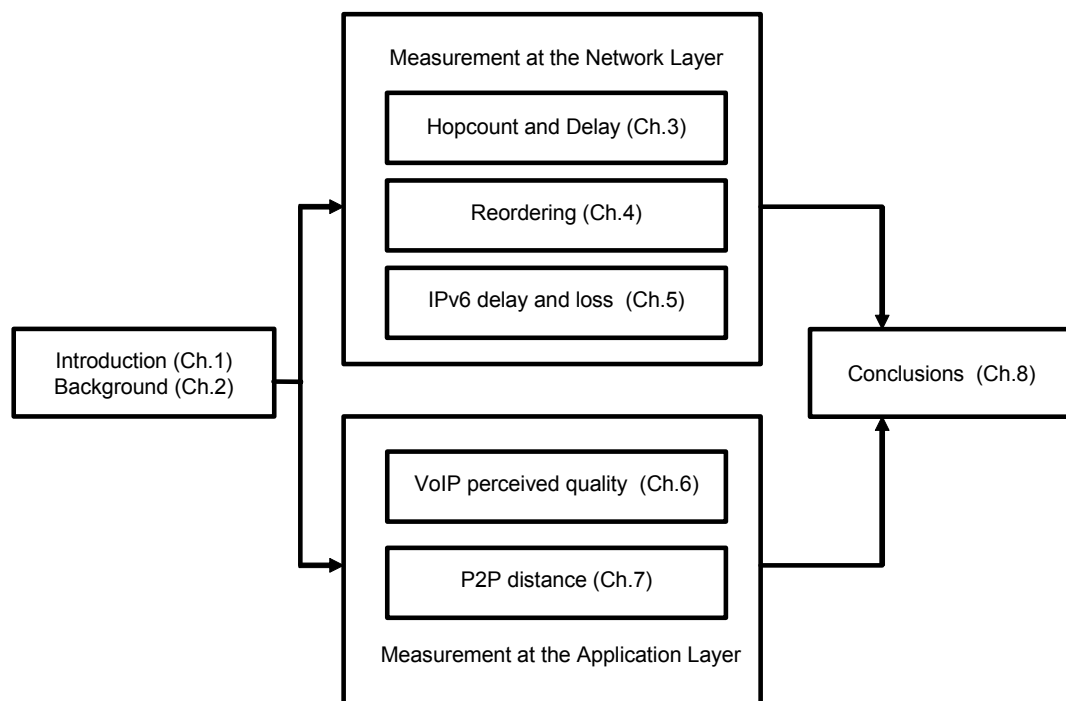 Measurement at the Network Layer
Hopcount and Delay (Ch.3)
Reordering (Ch.4)
IPv6 delay and loss (Ch.5)
Introduction (Ch.1)
Background (Ch.2)
Conclusions (Ch.8)
VoIP perceived quality (Ch.6)
P2P distance (Ch.7)
Measurement at the Application Layer